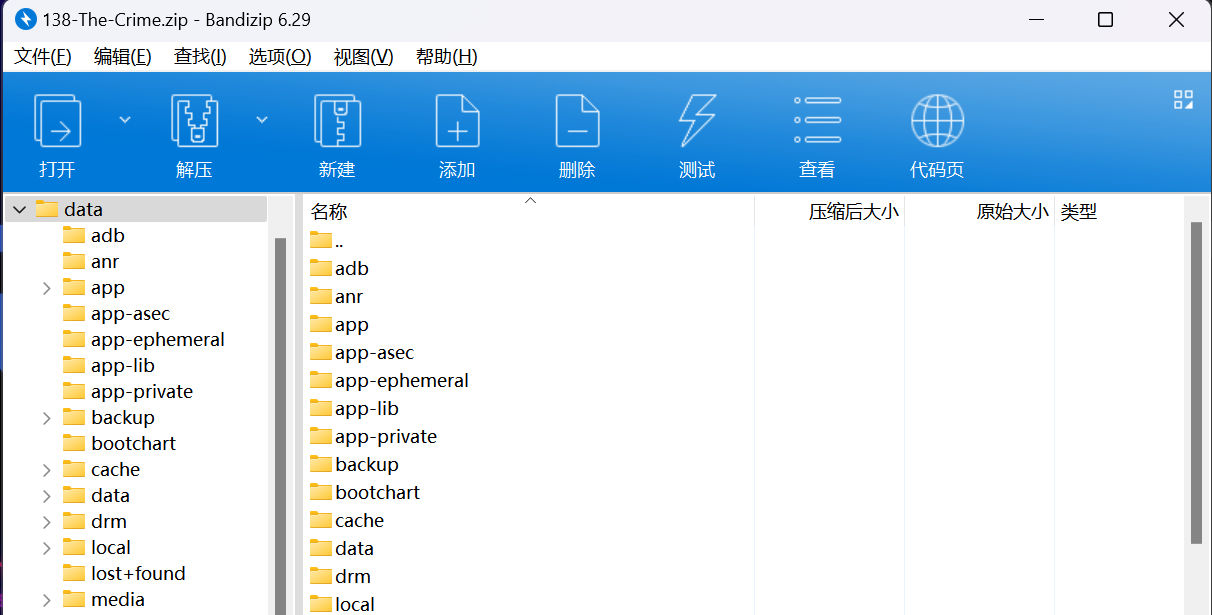 138-The-Crime.zip - Bandizip 6.29
文件(F) 编辑(E) 查找(I) 选项(O) 视图(V) 帮助(H)
打开 解压 新建 添加 删除 测试 查看 代码页
data
adb
anr
app
app-asec
app-ephemeral
app-lib
app-private
backup
bootchart
cache
data
drm
local
lost+found
media
名称 压缩后大小 原始大小 类型
..
adb
anr
app
app-asec
app-ephemeral
app-lib
app-private
backup
bootchart
cache
data
drm
local